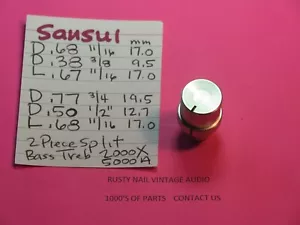 Sansui mm
D .68 11/16 17.0
D .38 3/8 9.5
L .67 11/16 17.0
D .77 3/4 19.5
D .50 1/2" 12.7
L .68 11/16 17.0
2 Piece Split
Bass Treb 2000X
5000A
RUSTY NAIL VINTAGE AUDIO
1000'S OF PARTS CONTACT US